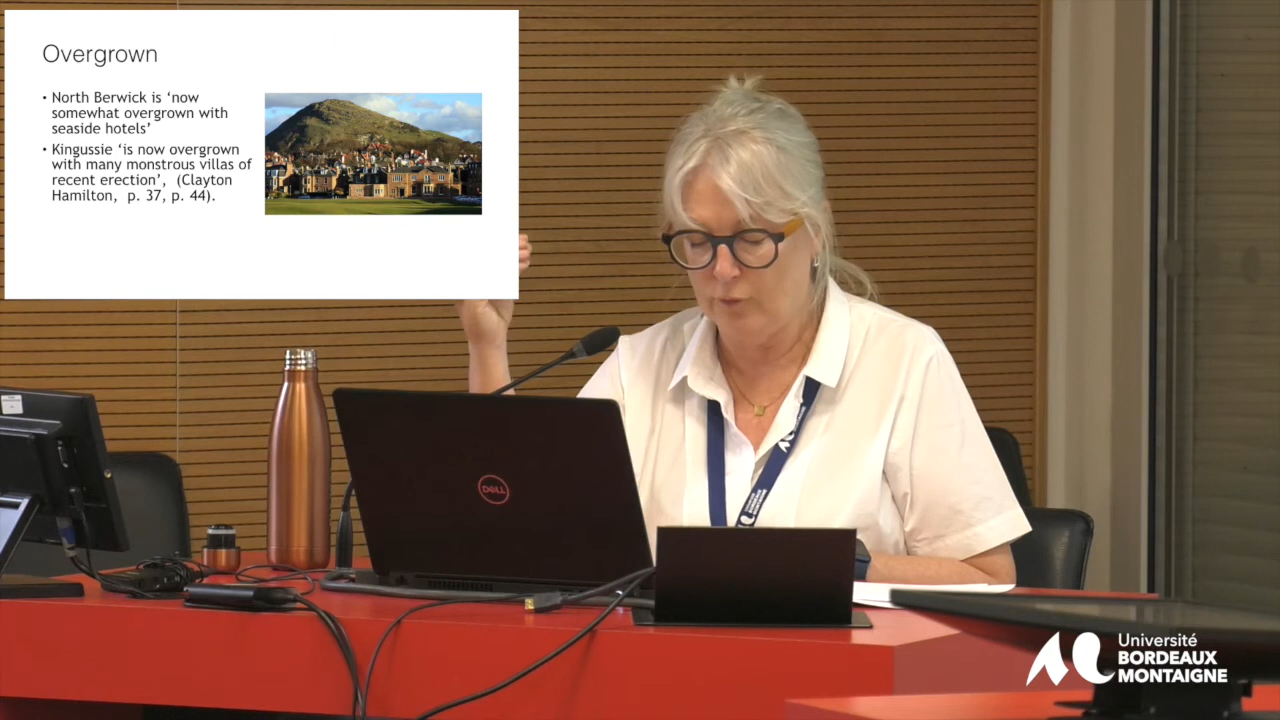 Overgrown
• North Berwick is ‘now
somewhat overgrown with
seaside hotels’
• Kingussie ‘is now overgrown
with many monstrous villas of
recent erection’, (Clayton
Hamilton, p. 37, p. 44).
DELL
Université
BORDEAUX
MONTAIGNE